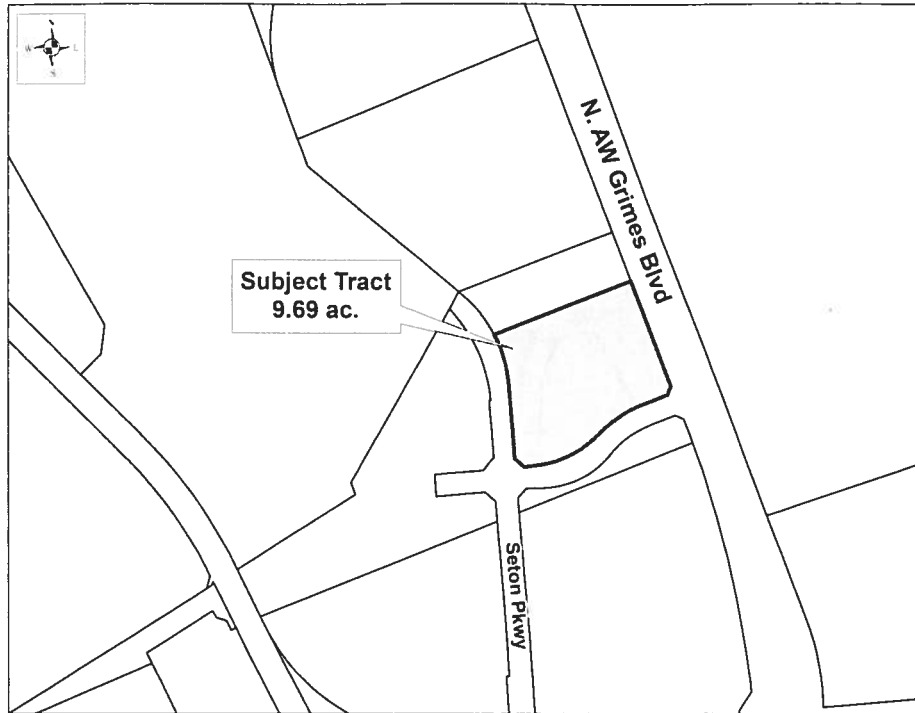 W
S
N. AW Grimes Blvd
Subject Tract
9.69 ac.
Seton Pkwy